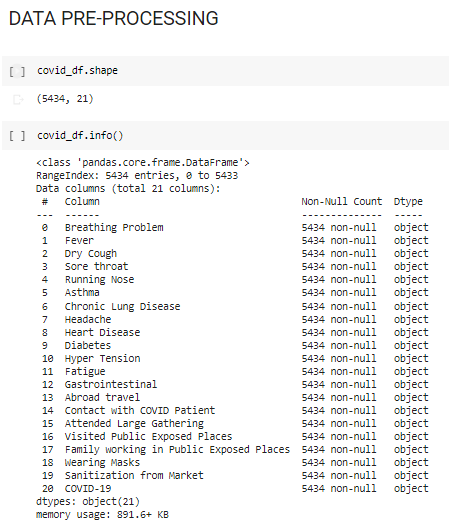 DATA PRE-PROCESSING
[ ] covid_df.shape
(5434, 21)
[ ] covid_df.info()
<class 'pandas.core.frame.DataFrame'>
RangeIndex: 5434 entries, 0 to 5433
Data columns (total 21 columns):
 #   Column                                  Non-Null Count  Dtype
---  ------                                  --------------  -----
 0   Breathing Problem                       5434 non-null   object
 1   Fever                                   5434 non-null   object
 2   Dry Cough                               5434 non-null   object
 3   Sore throat                             5434 non-null   object
 4   Running Nose                            5434 non-null   object
 5   Asthma                                  5434 non-null   object
 6   Chronic Lung Disease                    5434 non-null   object
 7   Headache                                5434 non-null   object
 8   Heart Disease                           5434 non-null   object
 9   Diabetes                                5434 non-null   object
 10  Hyper Tension                           5434 non-null   object
 11  Fatigue                                 5434 non-null   object
 12  Gastrointestinal                        5434 non-null   object
 13  Abroad travel                           5434 non-null   object
 14  Contact with COVID Patient              5434 non-null   object
 15  Attended Large Gathering                5434 non-null   object
 16  Visited Public Exposed Places           5434 non-null   object
 17  Family working in Public Exposed Places 5434 non-null   object
 18  Wearing Masks                           5434 non-null   object
 19  Sanitization from Market                5434 non-null   object
 20  COVID-19                                5434 non-null   object
dtypes: object(21)
memory usage: 891.6+ KB